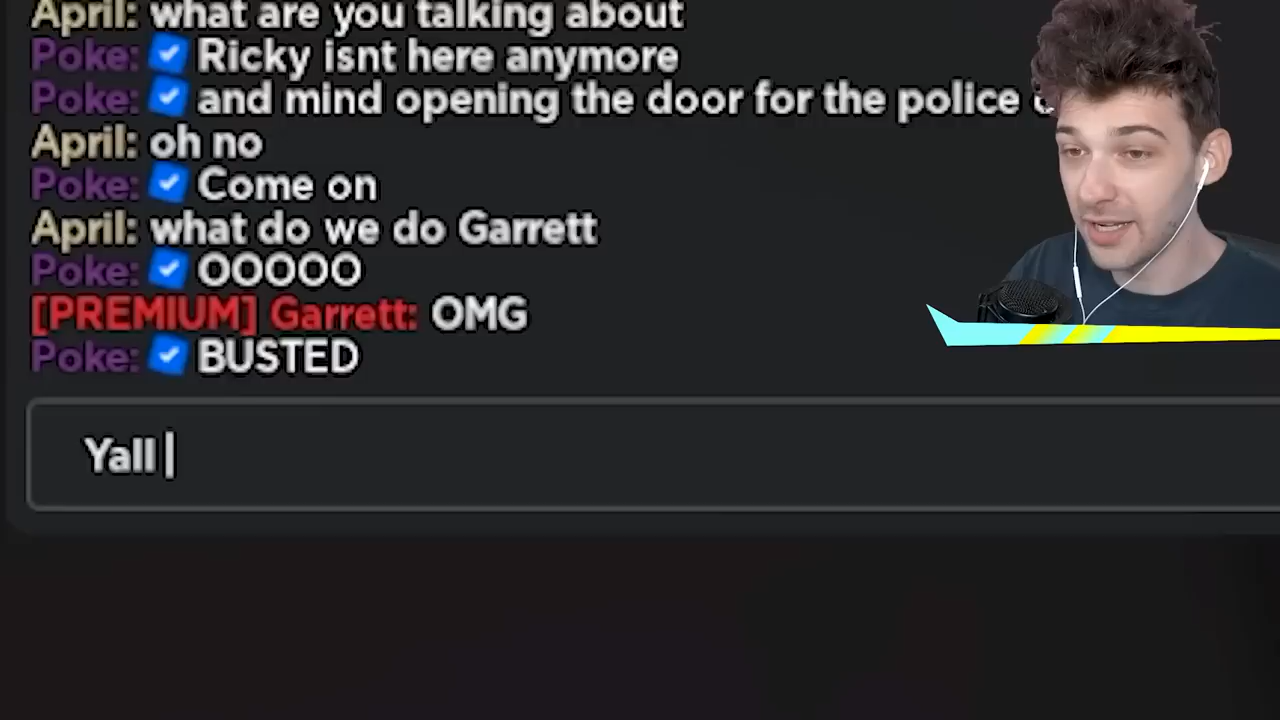 April: what are you talking about
Poke: Ricky isnt here anymore
Poke: and mind opening the door for the police
April: oh no
Poke: Come on
April: what do we do Garrett
Poke: OOOOO
[PREMIUM] Garrett: OMG
Poke: BUSTED
Yall